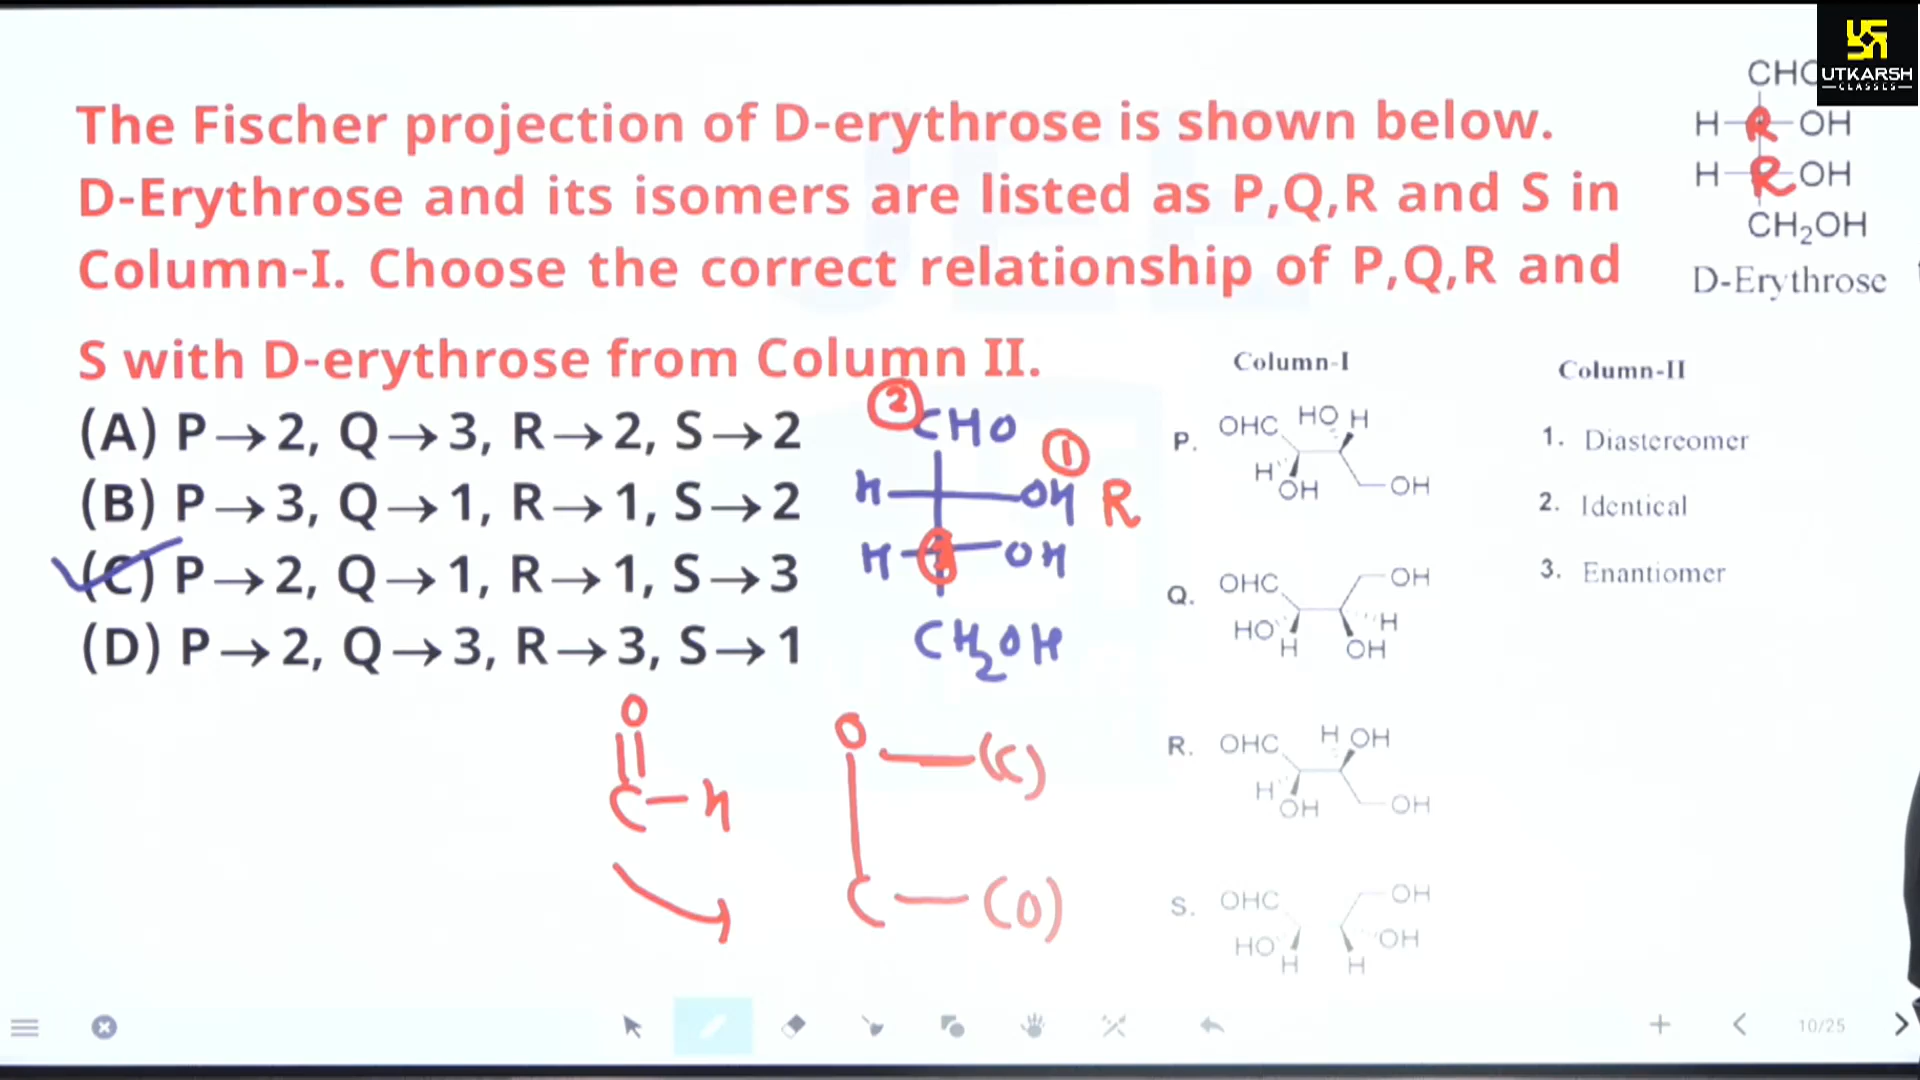 UTKARSH
CLASSES
The Fischer projection of D-erythrose is shown below.
D-Erythrose and its isomers are listed as P,Q,R and S in
Column-I. Choose the correct relationship of P,Q,R and
S with D-erythrose from Column II.
H R OH
H R OH
CH₂OH
D-Erythrose
(A) P→2, Q→3, R→2, S→2
(B) P→3, Q→1, R→1, S→2
(C) P→2, Q→1, R→1, S→3
(D) P→2, Q→3, R→3, S→1
2
CHO
1
H OH R
H OH
CH₂OH
O
C-H
O-(C)
C-(O)
Column-I
P. OHC HO H
H OH OH
Q. OHC OH
HO H H OH
R. OHC H OH
H OH OH
S. OHC OH
HO H H OH
Column-II
1. Diastereomer
2. Identical
3. Enantiomer
10/25